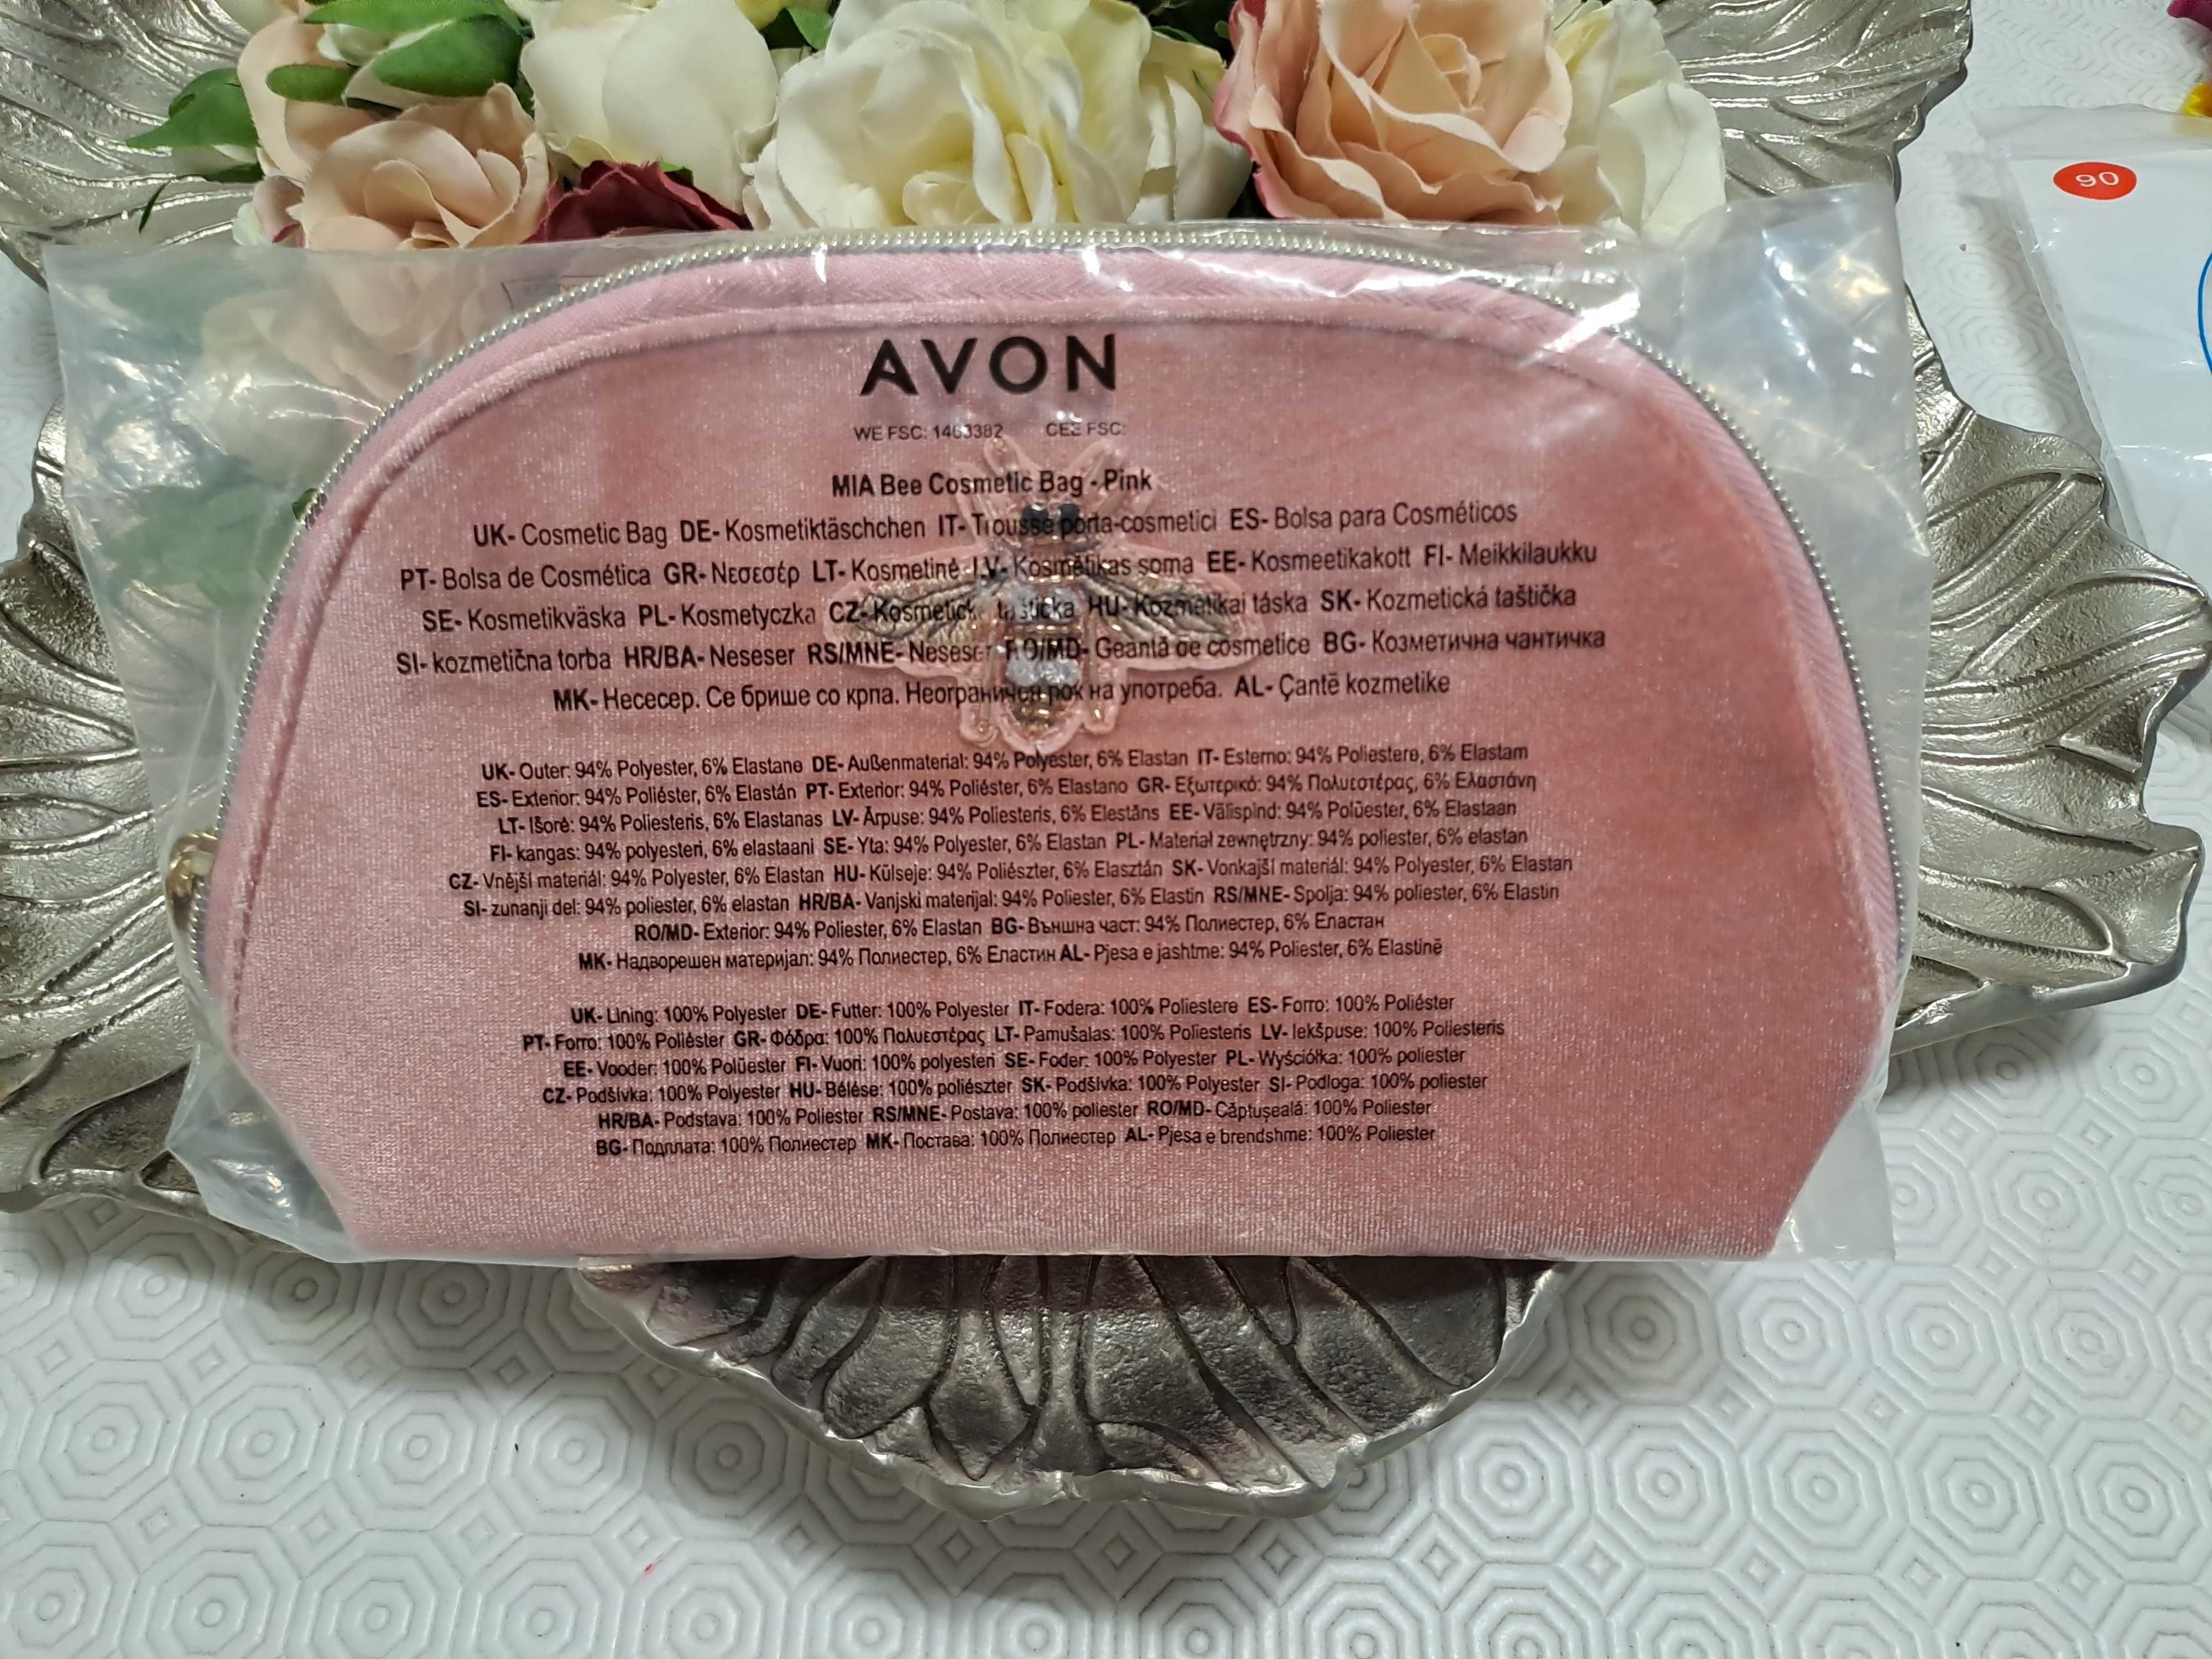 AVON
WE FSC: 1463382 CEE FSC:
MIA Bee Cosmetic Bag - Pink
UK- Cosmetic Bag DE- Kosmetiktäschchen IT- Trousse porta-cosmetici ES- Bolsa para Cosméticos
PT- Bolsa de Cosmética GR- Νεσεσέρ LT- Kosmetinė LV- Kosmētikas soma EE- Kosmeetikakott FI- Meikkilaukku
SE- Kosmetikväska PL- Kosmetyczka CZ- taštička HU- Kozmetikai táska SK- Kozmetická taštička
SI- kozmetična torba HR/BA- Neseser RS/MNE- Neseser RO/MD- Geantă de cosmetice BG- Козметична чантичка
MK- Несесер. Се брише со крпа. Неограничен рок на употреба. AL- Çantë kozmetike
UK- Outer: 94% Polyester, 6% Elastane DE- Außenmaterial: 94% Polyester, 6% Elastan IT- Esterno: 94% Poliestere, 6% Elastam
ES- Exterior: 94% Poliéster, 6% Elastán PT- Exterior: 94% Poliéster, 6% Elastano GR- Εξωτερικό: 94% Πολυεστέρας, 6% Ελαστάνη
LT- Išorė: 94% Poliesteris, 6% Elastanas LV- Ārpuse: 94% Poliesteris, 6% Elestāns EE- Välispind: 94% Polüester, 6% Elastaan
FI- kangas: 94% polyesteri, 6% elastaani SE- Yta: 94% Polyester, 6% Elastan PL- Materiał zewnętrzny: 94% poliester, 6% elastan
CZ- Vnější materiál: 94% Polyester, 6% Elastan HU- Külseje: 94% Poliészter, 6% Elasztán SK- Vonkajší materiál: 94% Polyester, 6% Elastan
SI- zunanji del: 94% poliester, 6% elastan HR/BA- Vanjski materijal: 94% Poliester, 6% Elastin RS/MNE- Spolja: 94% poliester, 6% Elastin
RO/MD- Exterior: 94% Poliester, 6% Elastan BG- Външна част: 94% Полиестер, 6% Еластан
MK- Надворешен материјал: 94% Полиестер, 6% Еластин AL- Pjesa e jashtme: 94% Poliester, 6% Elastinë
UK- Lining: 100% Polyester DE- Futter: 100% Polyester IT- Fodera: 100% Poliestere ES- Forro: 100% Poliéster
PT- Forro: 100% Poliéster GR- Φόδρα: 100% Πολυεστέρας LT- Pamušalas: 100% Poliesteris LV- Iekšpuse: 100% Poliesteris
EE- Vooder: 100% Polüester FI- Vuori: 100% polyesteri SE- Foder: 100% Polyester PL- Wyściółka: 100% poliester
CZ- Podšívka: 100% Polyester HU- Bélése: 100% poliészter SK- Podšívka: 100% Polyester SI- Podloga: 100% poliester
HR/BA- Podstava: 100% Poliester RS/MNE- Postava: 100% poliester RO/MD- Căptușeală: 100% Poliester
BG- Подплата: 100% Полиестер MK- Постава: 100% Полиестер AL- Pjesa e brendshme: 100% Poliester